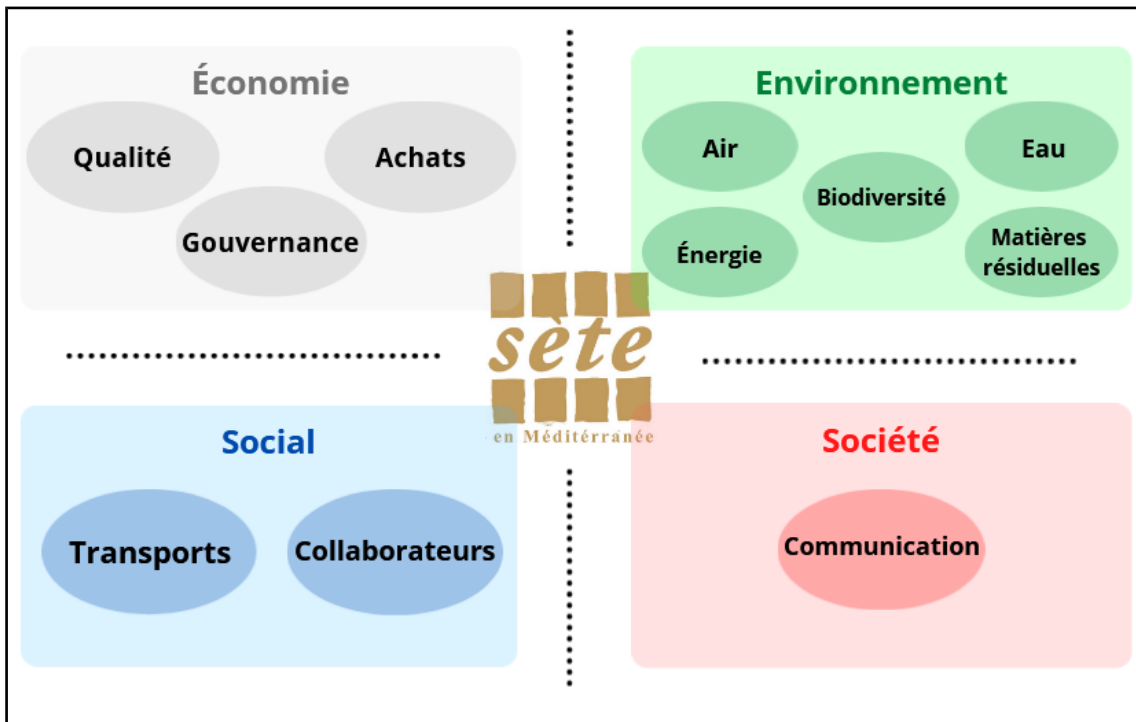 Économie
Qualité
Achats
Gouvernance
Environnement
Air
Eau
Biodiversité
Énergie
Matières
résiduelles
sète
en Méditérranée
Social
Transports
Collaborateurs
Société
Communication